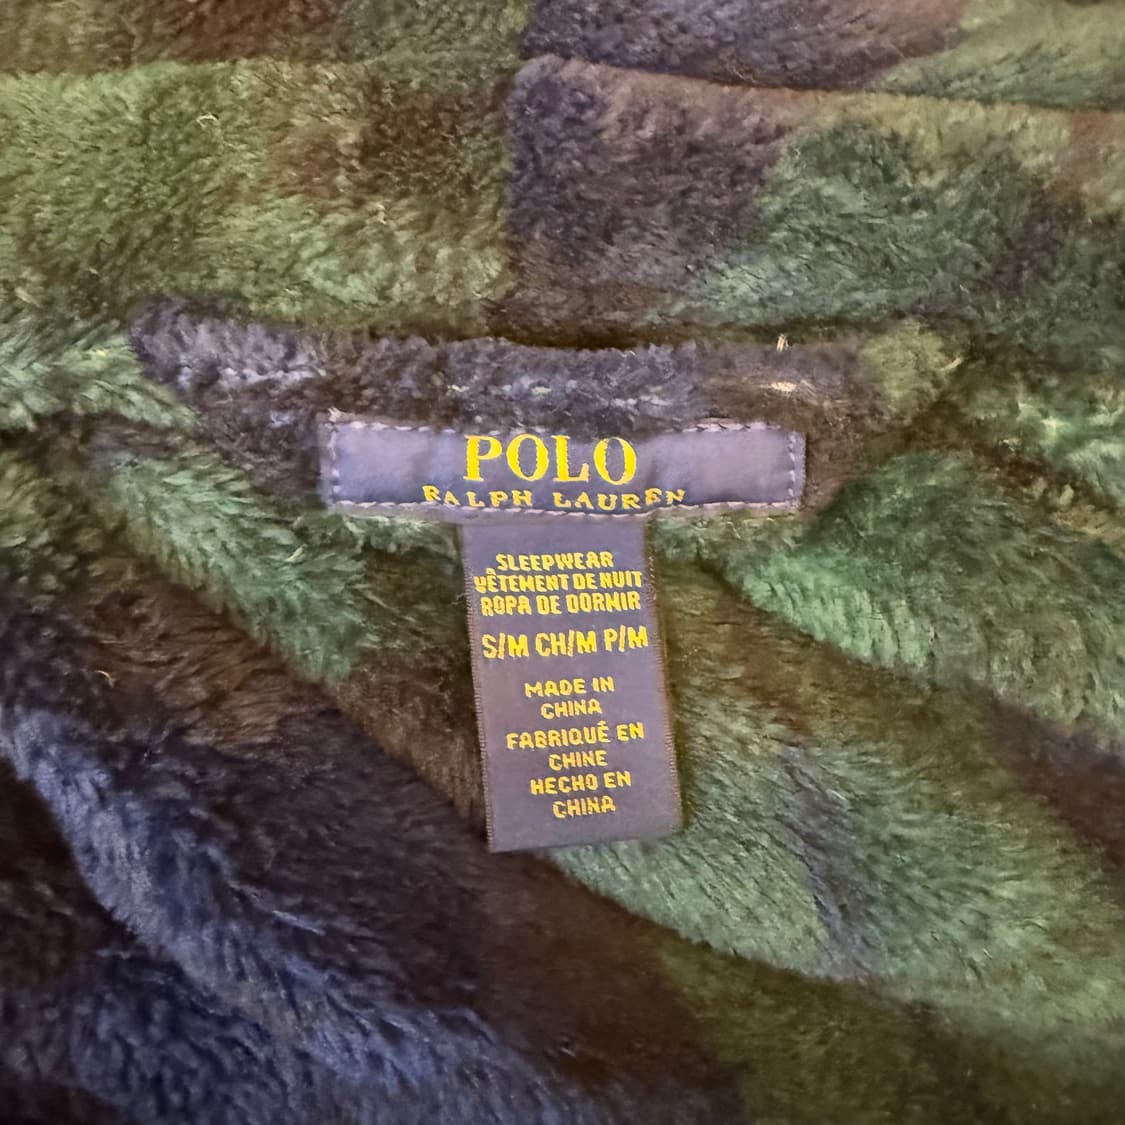 POLO
RALPH LAUREN
SLEEPWEAR
VÊTEMENT DE NUIT
ROPA DE DORMIR
S/M CH/M P/M
MADE IN
CHINA
FABRIQUÉ EN
CHINE
HECHO EN
CHINA